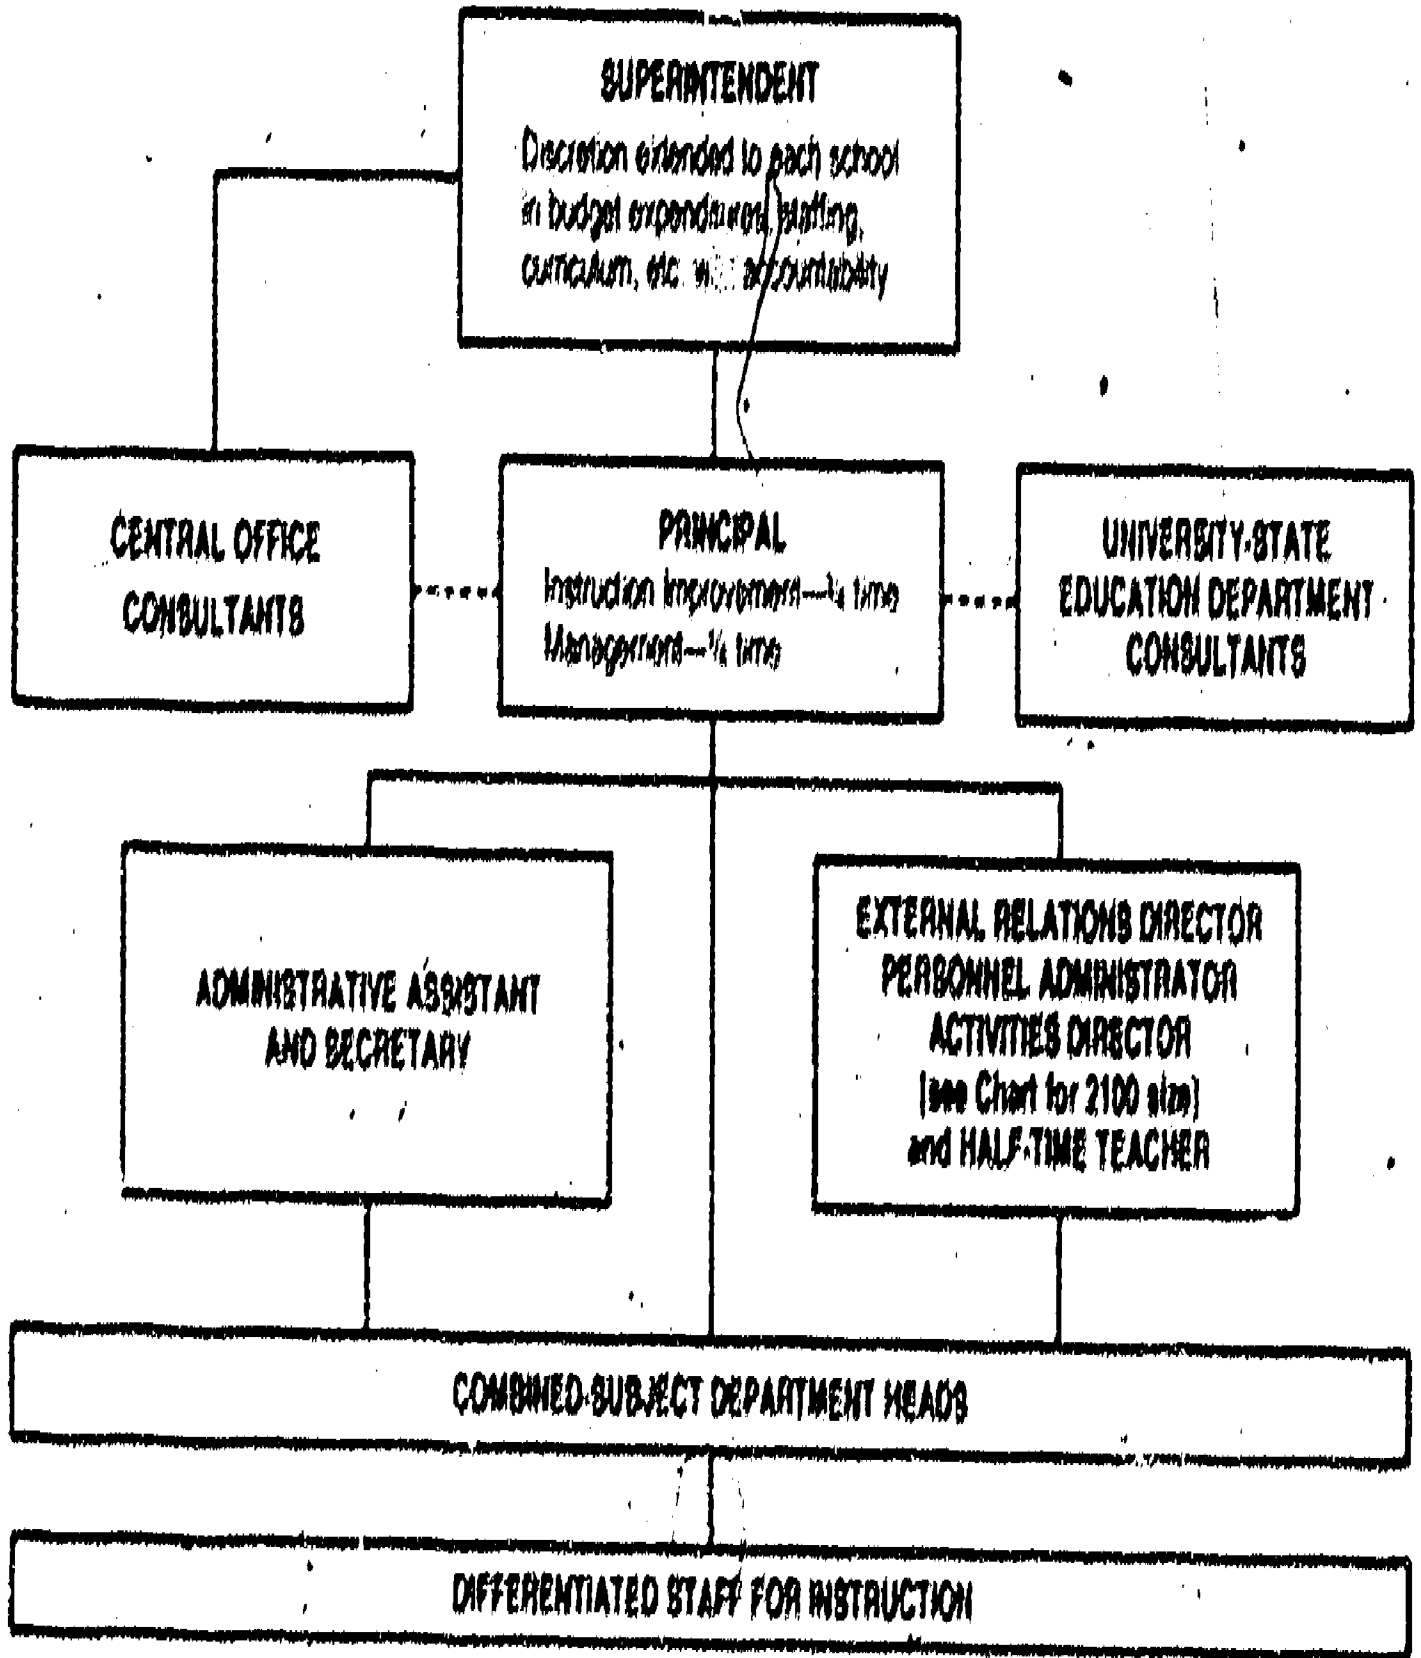 SUPERINTENDENT
Discretion extended to each school
in budget expenditures, staffing,
curriculum, etc. accountability
CENTRAL OFFICE
CONSULTANTS
PRINCIPAL
Instruction Improvement— time
Management— time
UNIVERSITY-STATE
EDUCATION DEPARTMENT
CONSULTANTS
ADMINISTRATIVE ASSISTANT
AND SECRETARY
EXTERNAL RELATIONS DIRECTOR
PERSONNEL ADMINISTRATOR
ACTIVITIES DIRECTOR
(see Chart for 2100 size)
and HALF-TIME TEACHER
COMBINED-SUBJECT DEPARTMENT HEADS
DIFFERENTIATED STAFF FOR INSTRUCTION